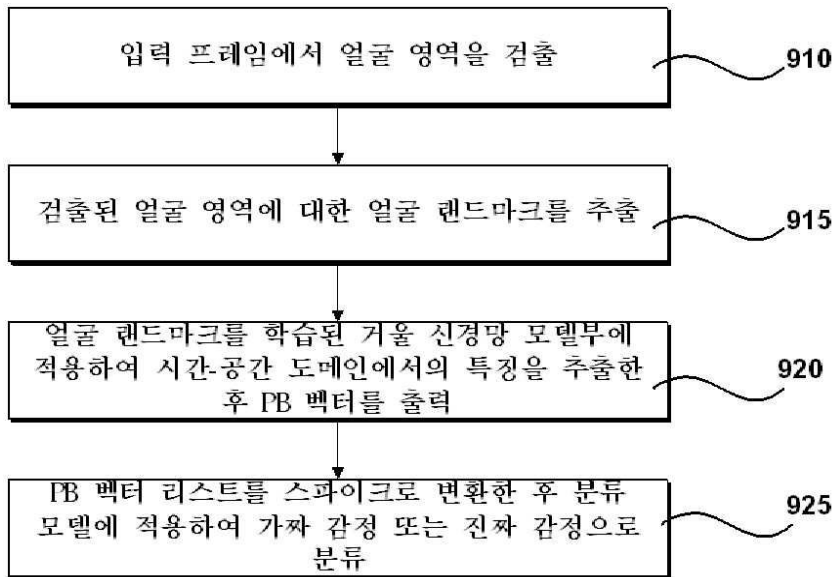 입력 프레임에서 얼굴 영역을 검출
910
검출된 얼굴 영역에 대한 얼굴 랜드마크를 추출
915
얼굴 랜드마크를 학습된 거울 신경망 모델부에
적용하여 시간-공간 도메인에서의 특징을 추출한
후 PB 벡터를 출력
920
PB 벡터 리스트를 스파이크로 변환한 후 분류
모델에 적용하여 가짜 감정 또는 진짜 감정으로
분류
925